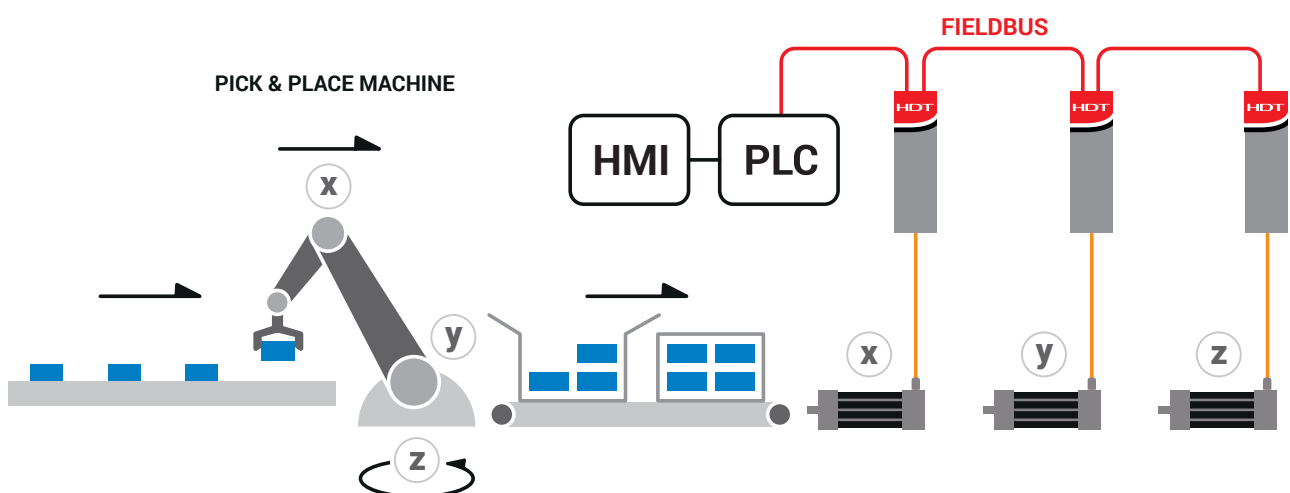 FIELDBUS
PICK & PLACE MACHINE
HDT
HDT
HDT
HMI
PLC
x
y
z
x
y
z